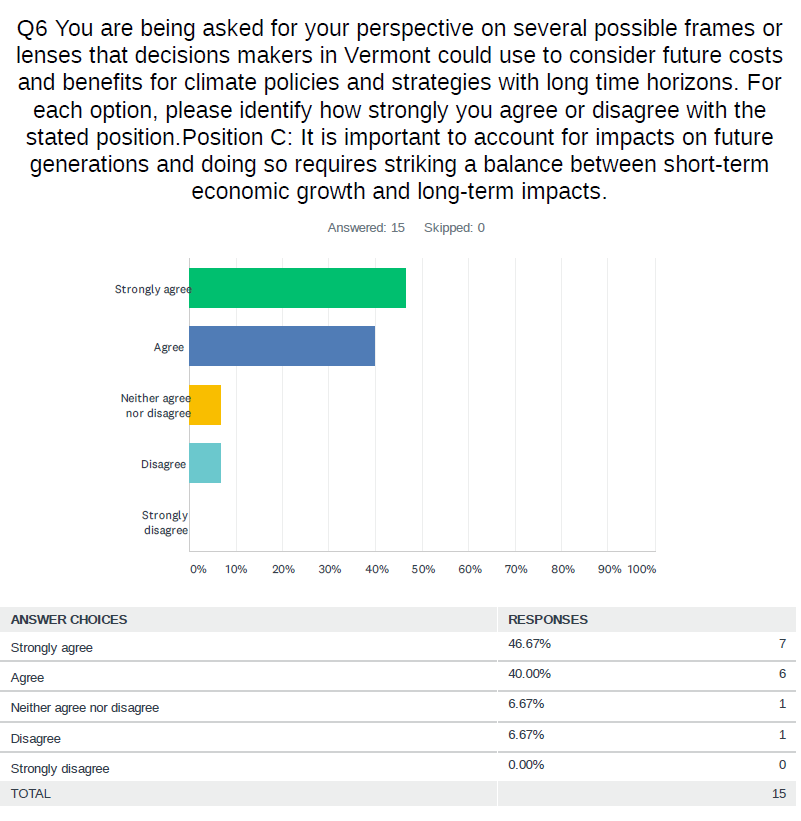 Q6 You are being asked for your perspective on several possible frames or
lenses that decisions makers in Vermont could use to consider future costs
and benefits for climate policies and strategies with long time horizons. For
each option, please identify how strongly you agree or disagree with the
stated position.Position C: It is important to account for impacts on future
generations and doing so requires striking a balance between short-term
economic growth and long-term impacts.
Answered: 15 Skipped: 0
Strongly agree
Agree
Neither agree
nor disagree
Disagree
Strongly
disagree
0% 10% 20% 30% 40% 50% 60% 70% 80% 90% 100%
ANSWER CHOICES RESPONSES
Strongly agree 46.67% 7
Agree 40.00% 6
Neither agree nor disagree 6.67% 1
Disagree 6.67% 1
Strongly disagree 0.00% 0
TOTAL 15